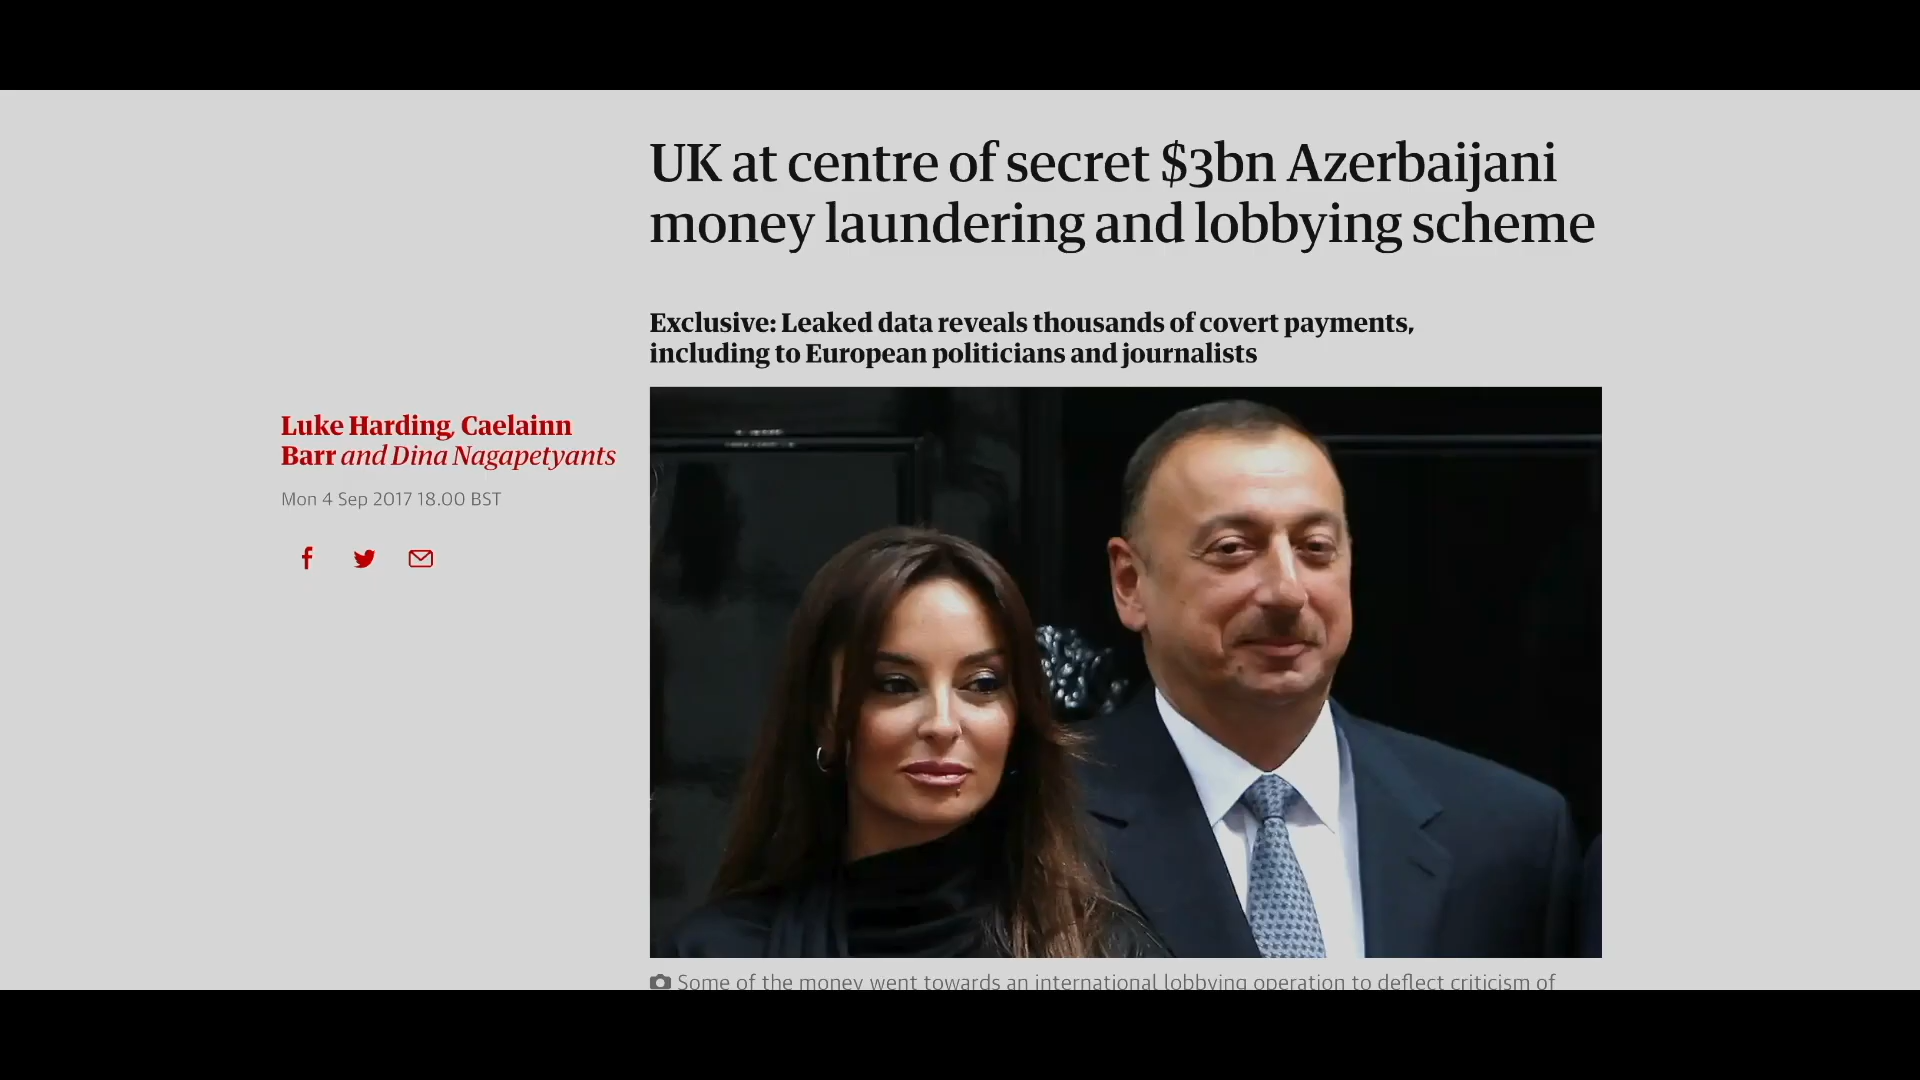 UK at centre of secret $3bn Azerbaijani
money laundering and lobbying scheme
Exclusive: Leaked data reveals thousands of covert payments,
including to European politicians and journalists
Luke Harding, Caelainn
Barr and Dina Nagapetyants
Mon 4 Sep 2017 18.00 BST
Some of the money went towards an international lobbying operation to deflect criticism of